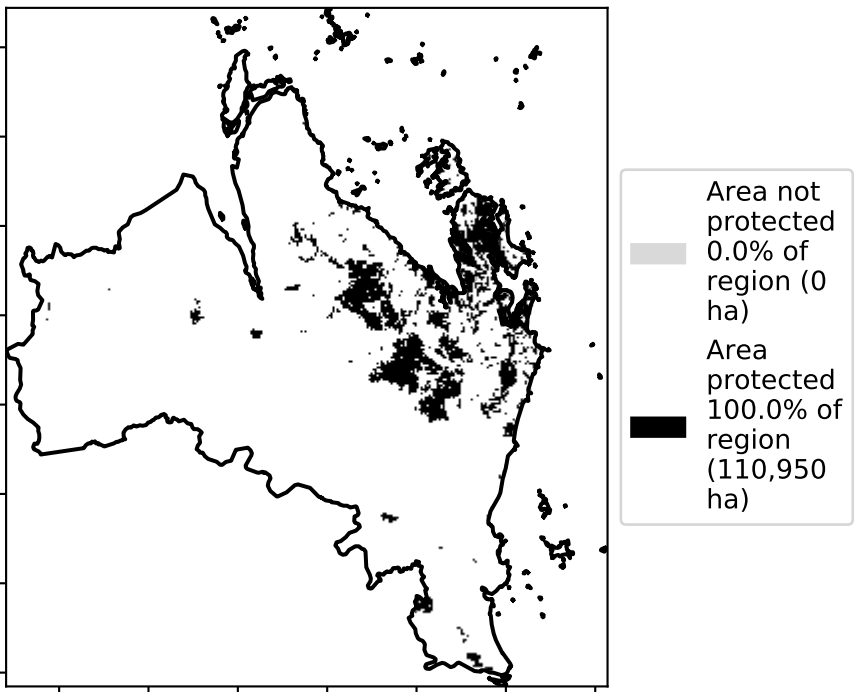 Area not
protected
0.0% of
region (0
ha)
Area
protected
100.0% of
region
(110,950
ha)